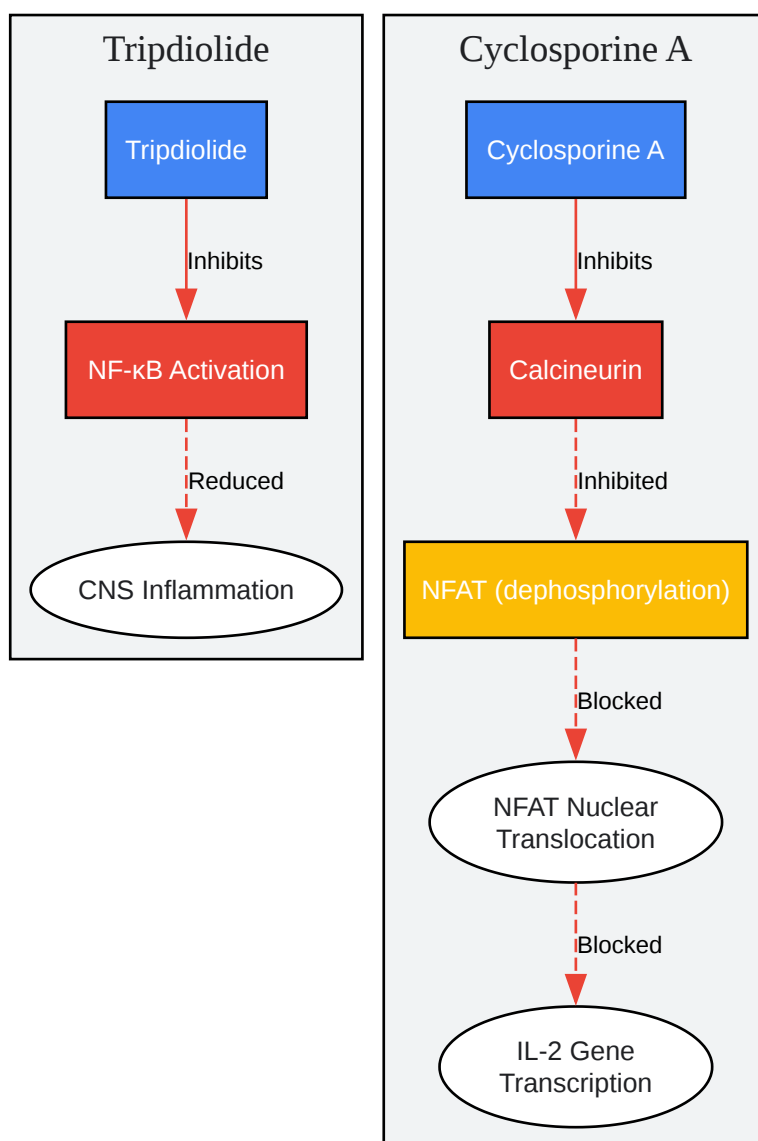 Tripdiolide
Tripdiolide
Inhibits
NF-κB Activation
Reduced
CNS Inflammation
Cyclosporine A
Cyclosporine A
Inhibits
Calcineurin
Inhibited
NFAT (dephosphorylation)
Blocked
NFAT Nuclear
Translocation
Blocked
IL-2 Gene
Transcription